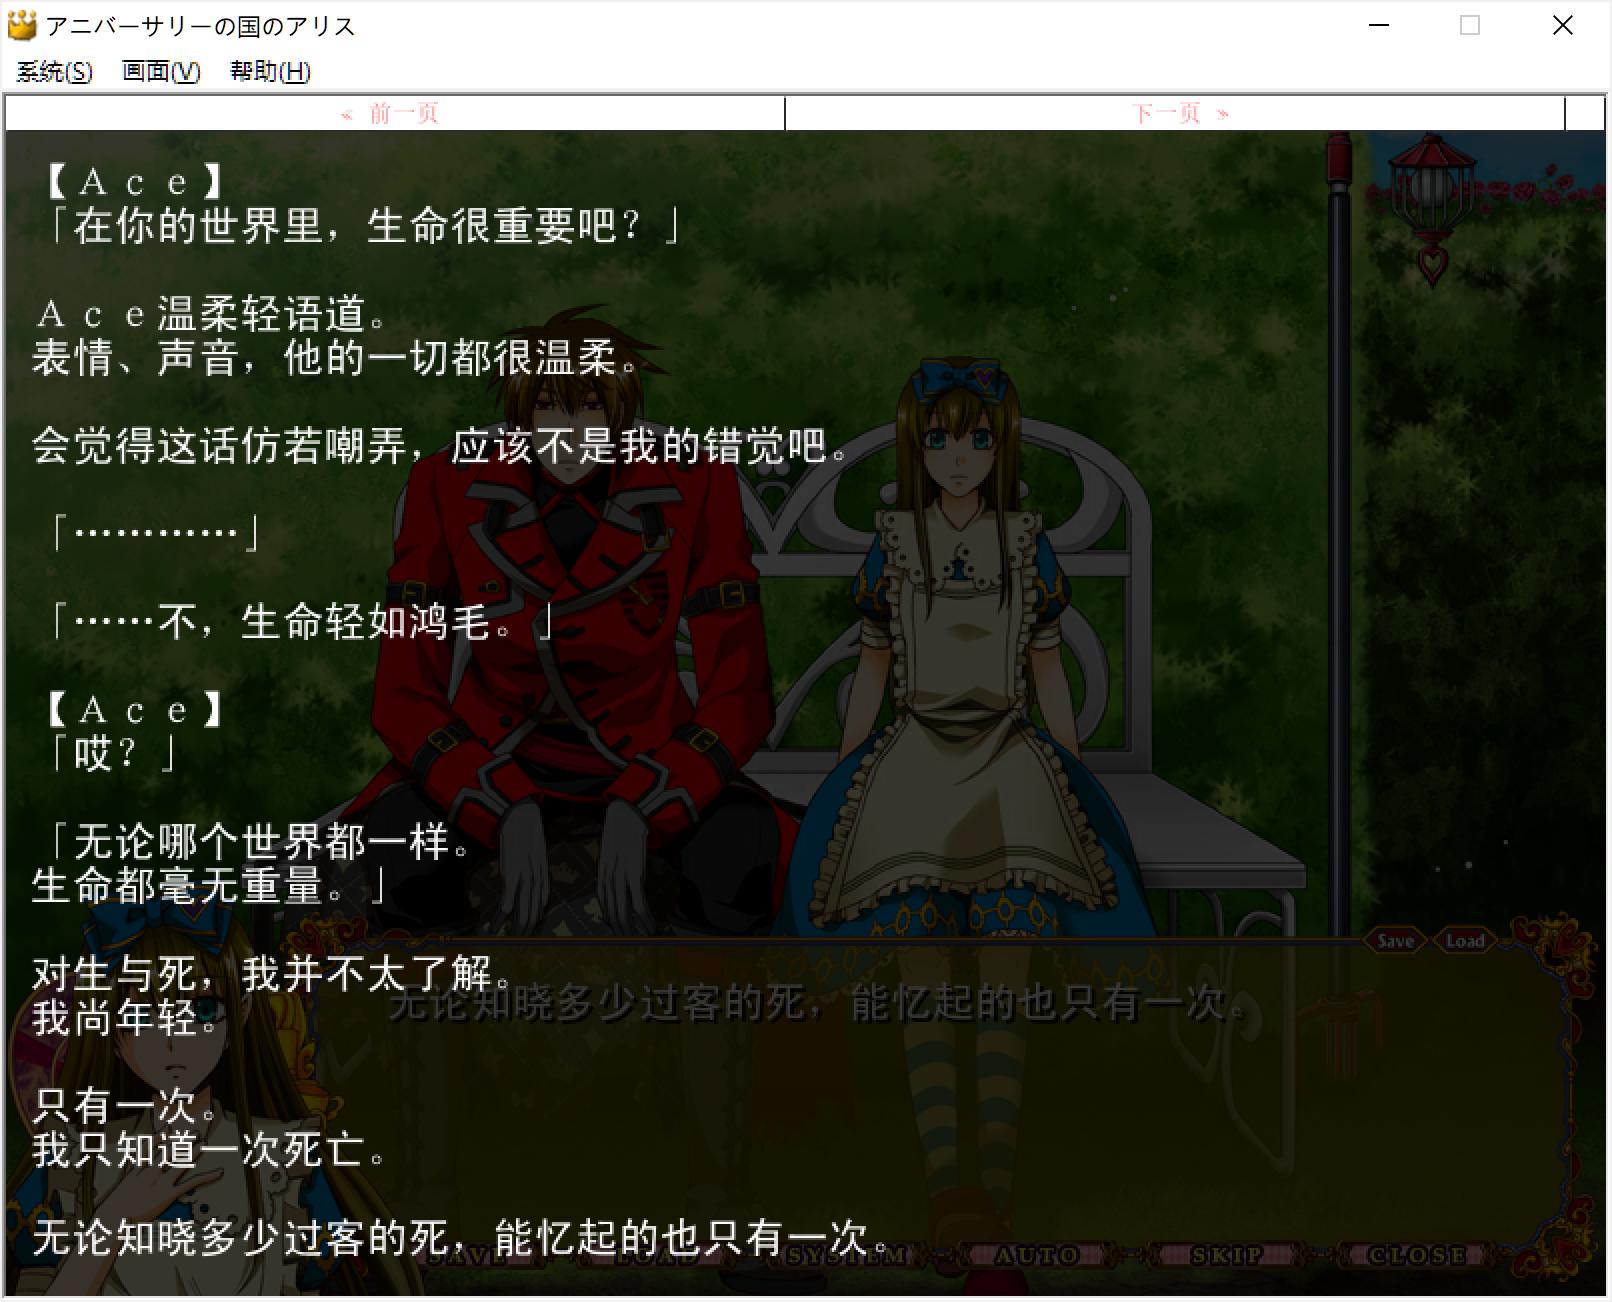 アニバーサリーの国のアリス
系统(S) 画面(V) 帮助(H)
« 前一页 下一页 »
【Ａｃｅ】
「在你的世界里，生命很重要吧？」
Ａｃｅ温柔轻语道。
表情、声音，他的一切都很温柔。
会觉得这话仿若嘲弄，应该不是我的错觉吧。
「…………」
「……不，生命轻如鸿毛。」
【Ａｃｅ】
「哎？」
「无论哪个世界都一样。
生命都毫无重量。」
Save Load
对生与死，我并不太了解。
无论知晓多少过客的死，能忆起的也只有一次。
我尚年轻。
只有一次。
我只知道一次死亡。
无论知晓多少过客的死，能忆起的也只有一次。
SAVE LOAD SYSTEM AUTO SKIP CLOSE